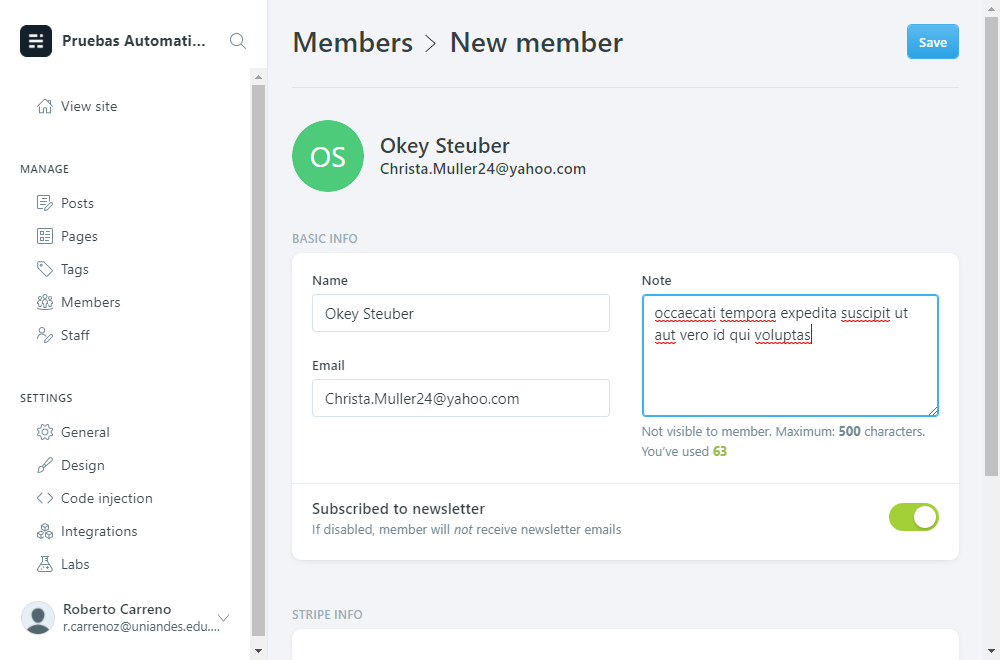 Pruebas Automati...
View site
MANAGE
Posts
Pages
Tags
Members
Staff
SETTINGS
General
Design
Code injection
Integrations
Labs
Roberto Carreno
r.carrenoz@uniandes.edu....
Members > New member
Save
OS
Okey Steuber
Christa.Muller24@yahoo.com
BASIC INFO
Name
Okey Steuber
Email
Christa.Muller24@yahoo.com
Note
occaecati tempora expedita suscipit ut
aut vero id qui voluptas
Not visible to member. Maximum: 500 characters.
You've used 63
Subscribed to newsletter
If disabled, member will not receive newsletter emails
STRIPE INFO